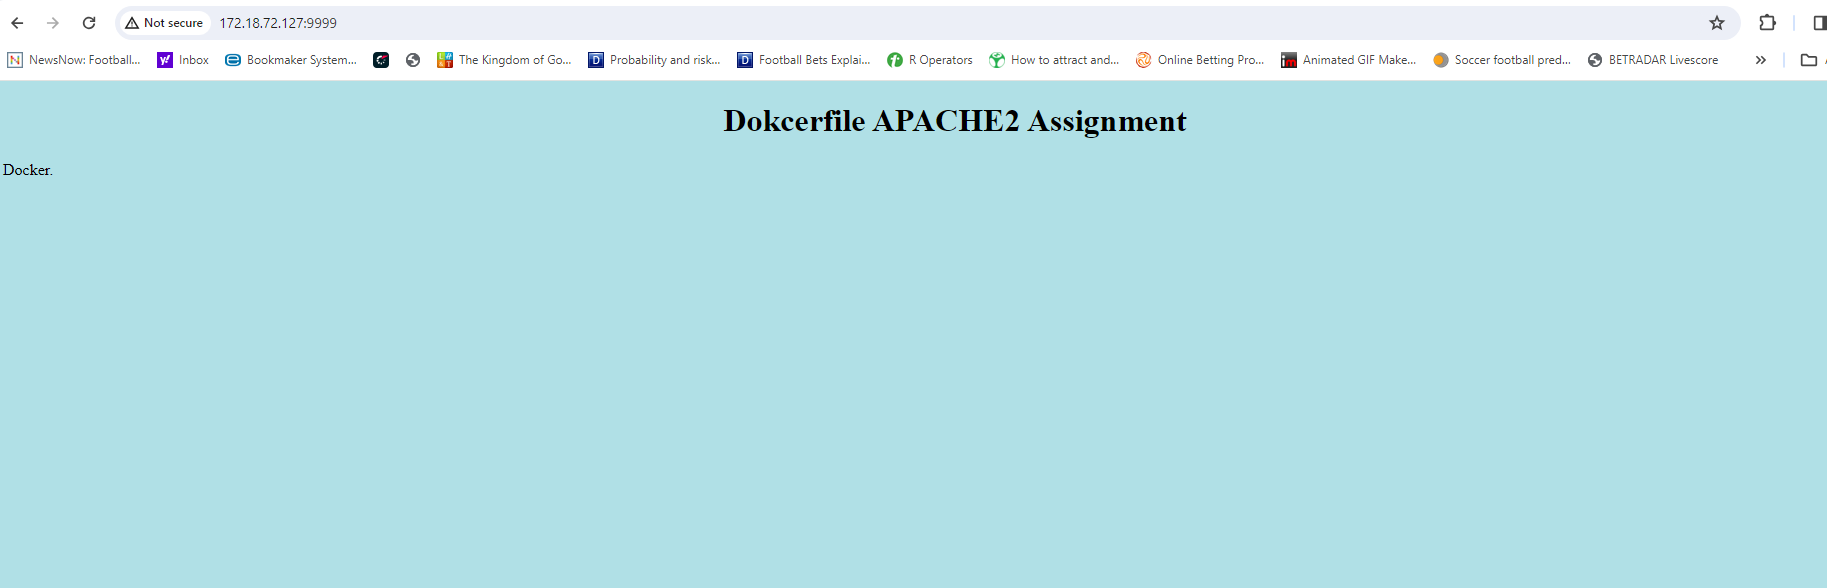 Not secure 172.18.72.127:9999
NewsNow: Football... Inbox Bookmaker System... The Kingdom of Go... Probability and risk... Football Bets Explai... R Operators How to attract and... Online Betting Pro... Animated GIF Make... Soccer football pred... BETRADAR Livescore »
Dokcerfile APACHE2 Assignment
Docker.